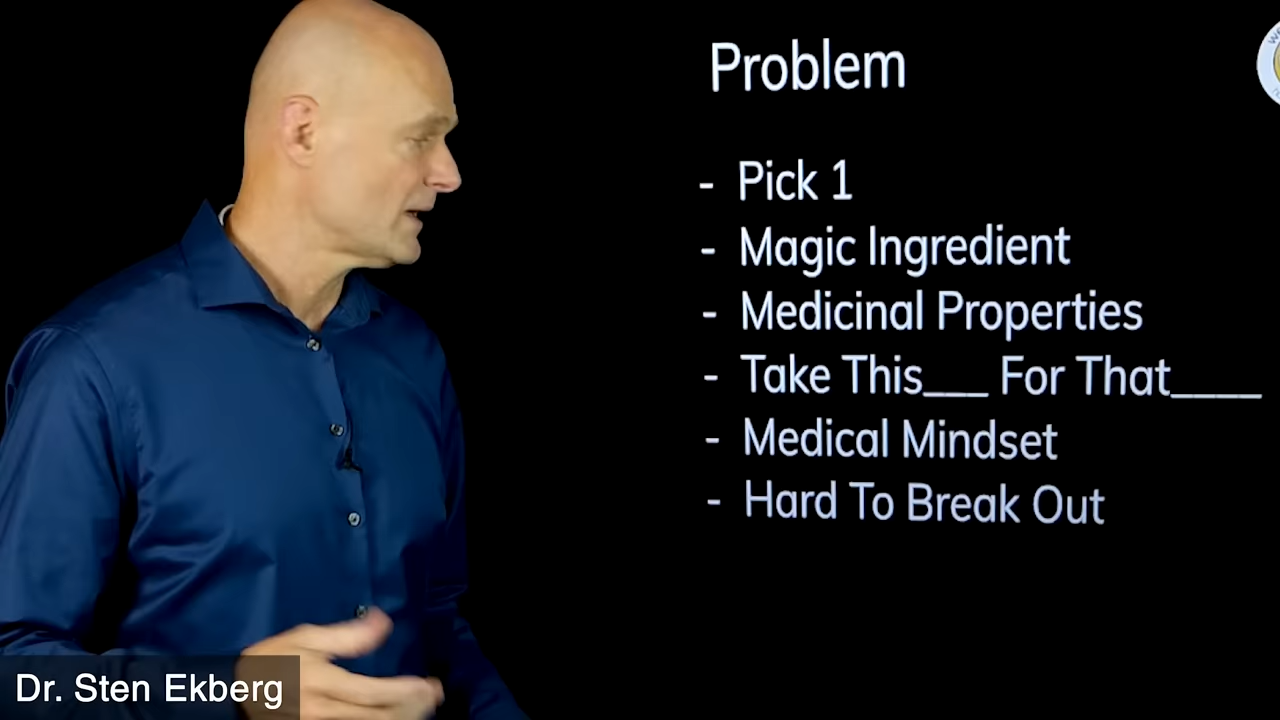 Problem
- Pick 1
- Magic Ingredient
- Medicinal Properties
- Take This___ For That____
- Medical Mindset
- Hard To Break Out
Dr. Sten Ekberg